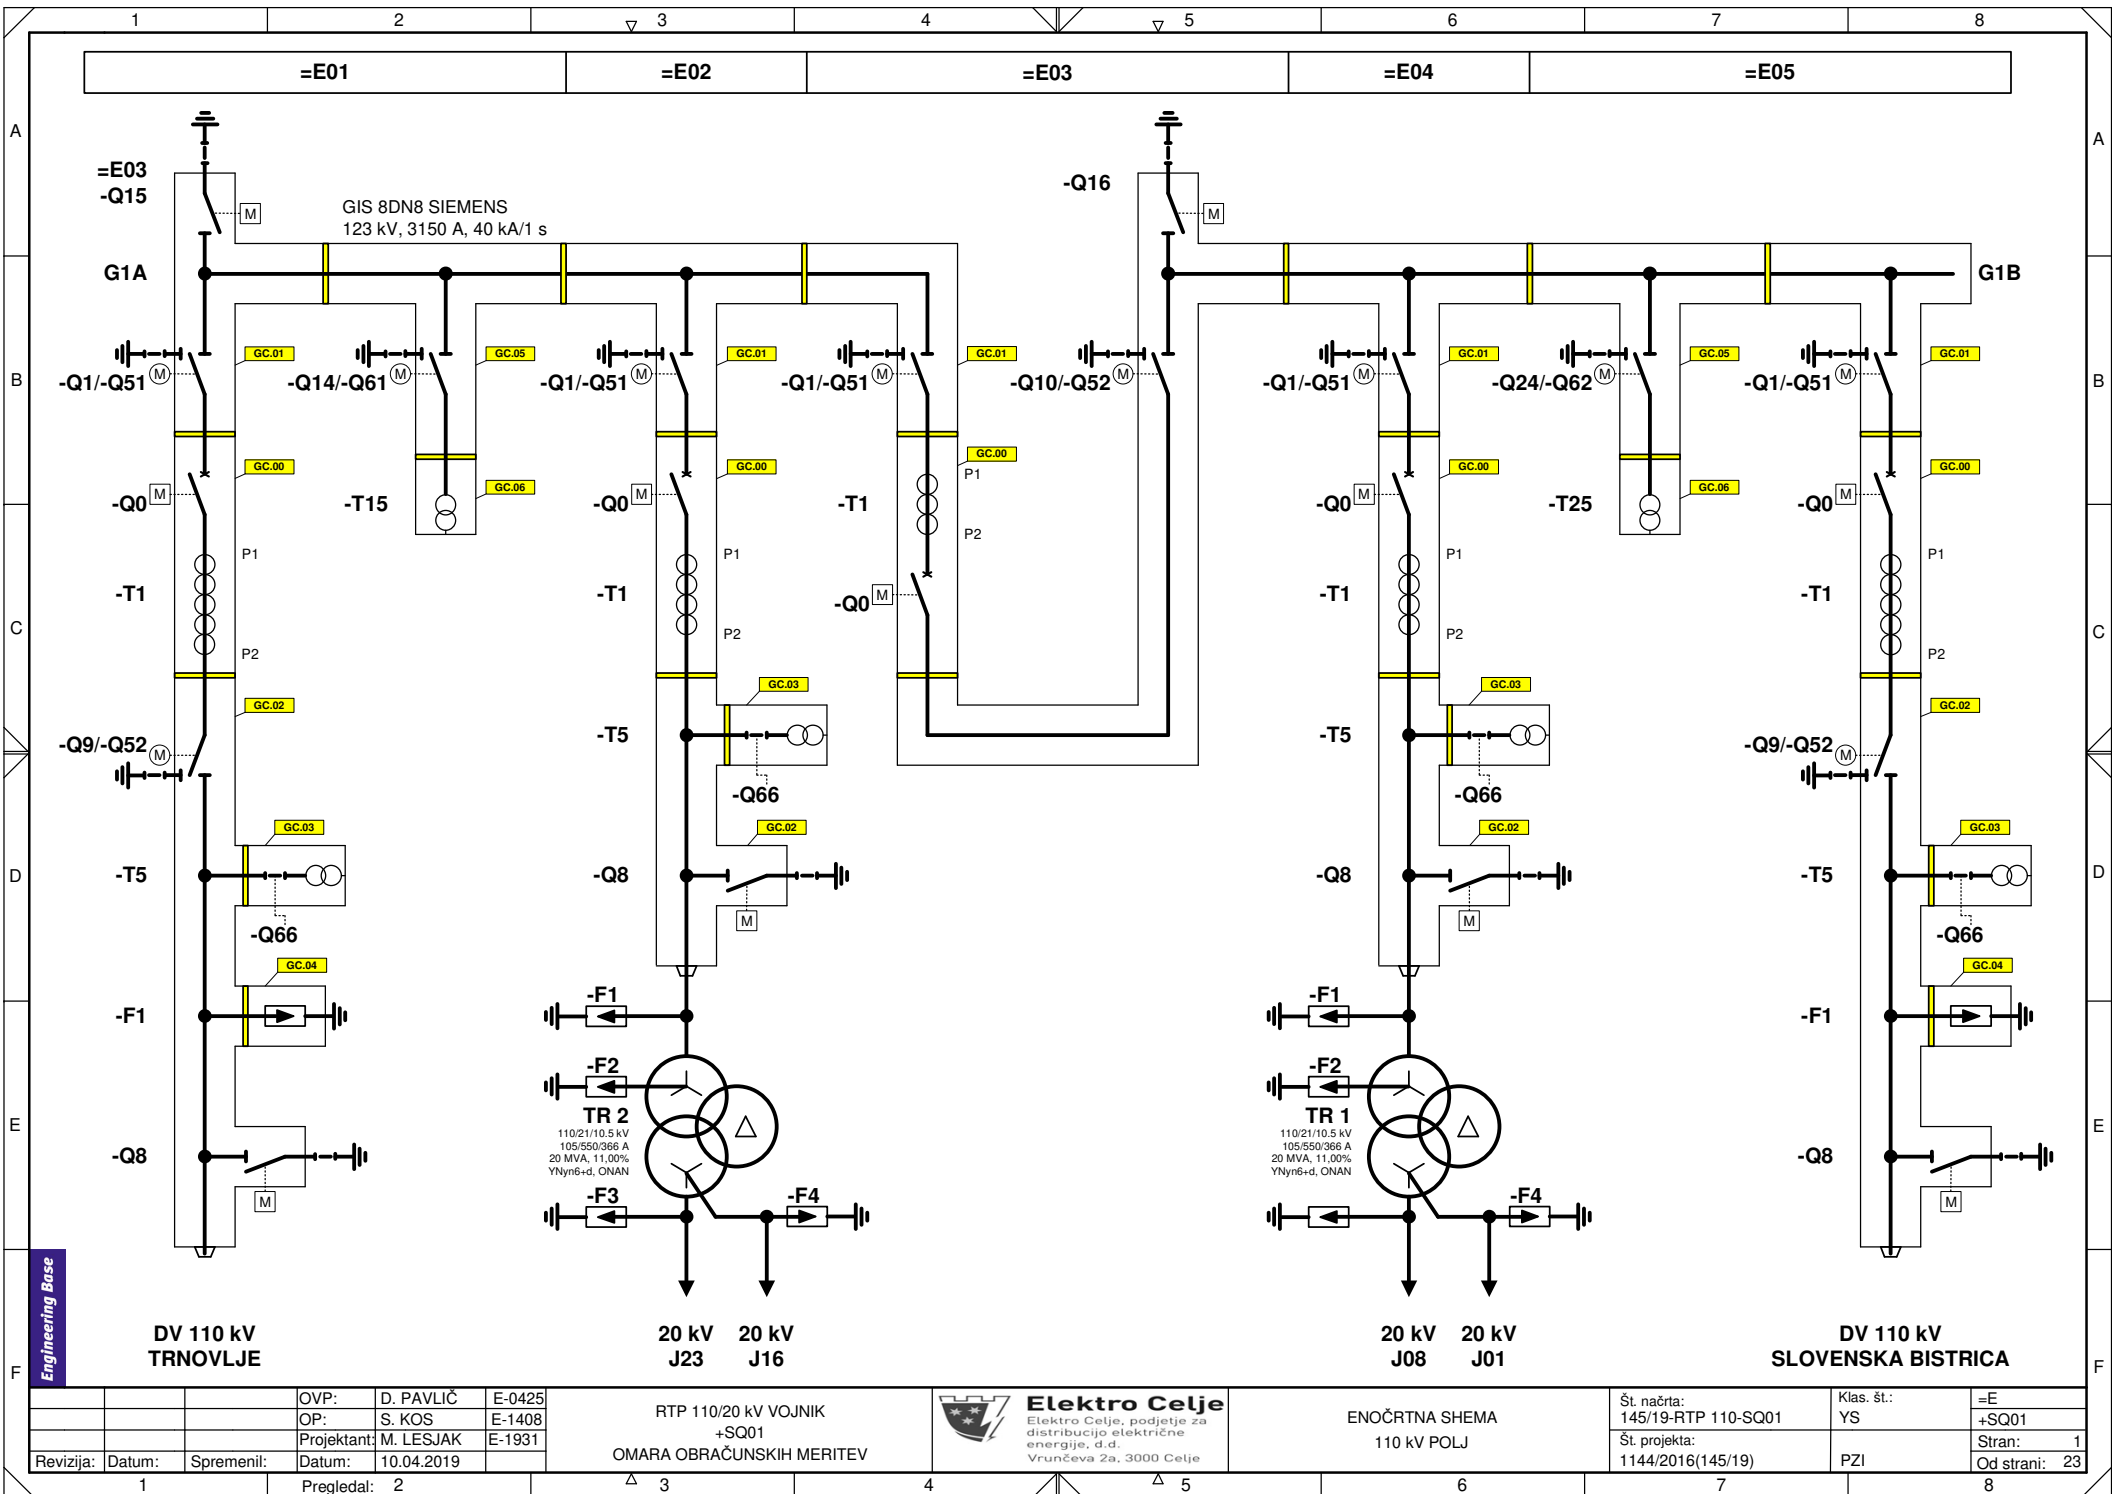 1 2 3 4 5 6 7 8
=E01 =E02 =E03 =E04 =E05
A A
=E03
-Q15
M
-Q16
M
GIS 8DN8 SIEMENS
123 kV, 3150 A, 40 kA/1 s
G1A G1B
GC.01 GC.05 GC.01 GC.01 GC.01 GC.05 GC.01
B B
-Q1/-Q51 M -Q14/-Q61 M -Q1/-Q51 M -Q1/-Q51 M -Q10/-Q52 M -Q1/-Q51 M -Q24/-Q62 M -Q1/-Q51 M
GC.00 GC.00 GC.00 GC.00 GC.00
P1
GC.06 GC.06
-Q0 M -T15 -Q0 M -T1 -Q0 M -T25 -Q0 M
P2
P1 P1 P1 P1
-T1 -T1 -Q0 M -T1 -T1
C C
P2 P2 P2 P2
GC.03 GC.03
GC.02 GC.02
-T5 -T5
-Q9/-Q52 M -Q9/-Q52 M
-Q66 -Q66
GC.03 GC.02 GC.02 GC.03
D D
-T5 -Q8 -Q8 -T5
M M
-Q66 -Q66
GC.04 GC.04
-F1 -F1 -F1 -F1
-F2 -F2
TR 2
110/21/10.5 kV
105/550/366 A
20 MVA, 11,00%
YNyn6+d, ONAN
TR 1
110/21/10.5 kV
105/550/366 A
20 MVA, 11,00%
YNyn6+d, ONAN
E E
-Q8 -Q8
M M
-F3 -F4 -F4
Engineering Base
DV 110 kV
TRNOVLJE
20 kV
J23
20 kV
J16
20 kV
J08
20 kV
J01
DV 110 kV
SLOVENSKA BISTRICA
F F
OVP: D. PAVLIČ E-0425
OP: S. KOS E-1408
Projektant: M. LESJAK E-1931
Revizija: Datum: Spremenil: Datum: 10.04.2019
Pregledal:
RTP 110/20 kV VOJNIK
+SQ01
OMARA OBRAČUNSKIH MERITEV
Elektro Celje
Elektro Celje, podjetje za
distribucijo električne
energije, d.d.
Vrunčeva 2a, 3000 Celje
ENOČRTNA SHEMA
110 kV POLJ
Št. načrta:
145/19-RTP 110-SQ01
Št. projekta:
1144/2016(145/19)
Klas. št.:
YS
PZI
=E
+SQ01
Stran: 1
Od strani: 23
1 2 3 4 5 6 7 8